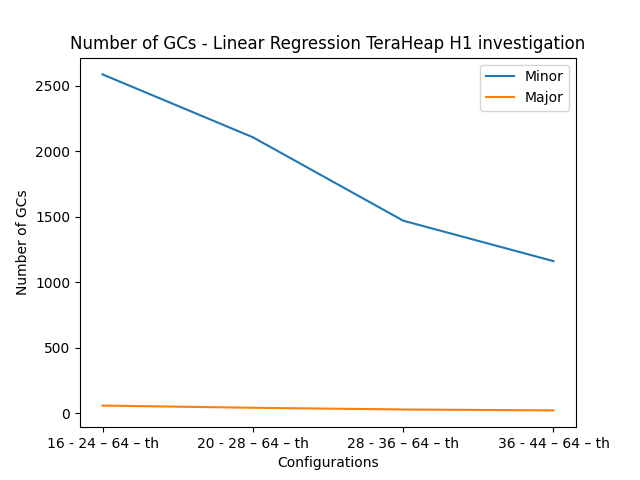 Number of GCs - Linear Regression TeraHeap H1 investigation
Minor
Major
Number of GCs
2500
2000
1500
1000
500
0
16 - 24 – 64 – th
20 - 28 – 64 – th
28 - 36 – 64 – th
36 - 44 – 64 – th
Configurations